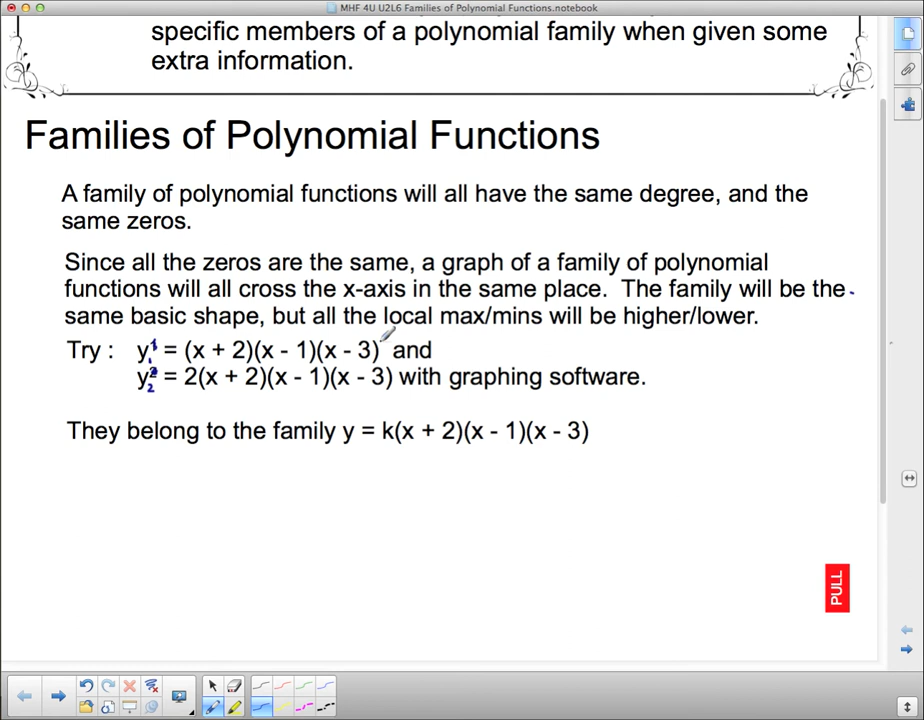 MHF 4U U2L6 Families of Polynomial Functions.notebook
specific members of a polynomial family when given some
extra information.
Families of Polynomial Functions
A family of polynomial functions will all have the same degree, and the
same zeros.
Since all the zeros are the same, a graph of a family of polynomial
functions will all cross the x-axis in the same place. The family will be the
same basic shape, but all the local max/mins will be higher/lower.
Try : y₁ = (x + 2)(x - 1)(x - 3) and
y₂ = 2(x + 2)(x - 1)(x - 3) with graphing software.
They belong to the family y = k(x + 2)(x - 1)(x - 3)
PULL